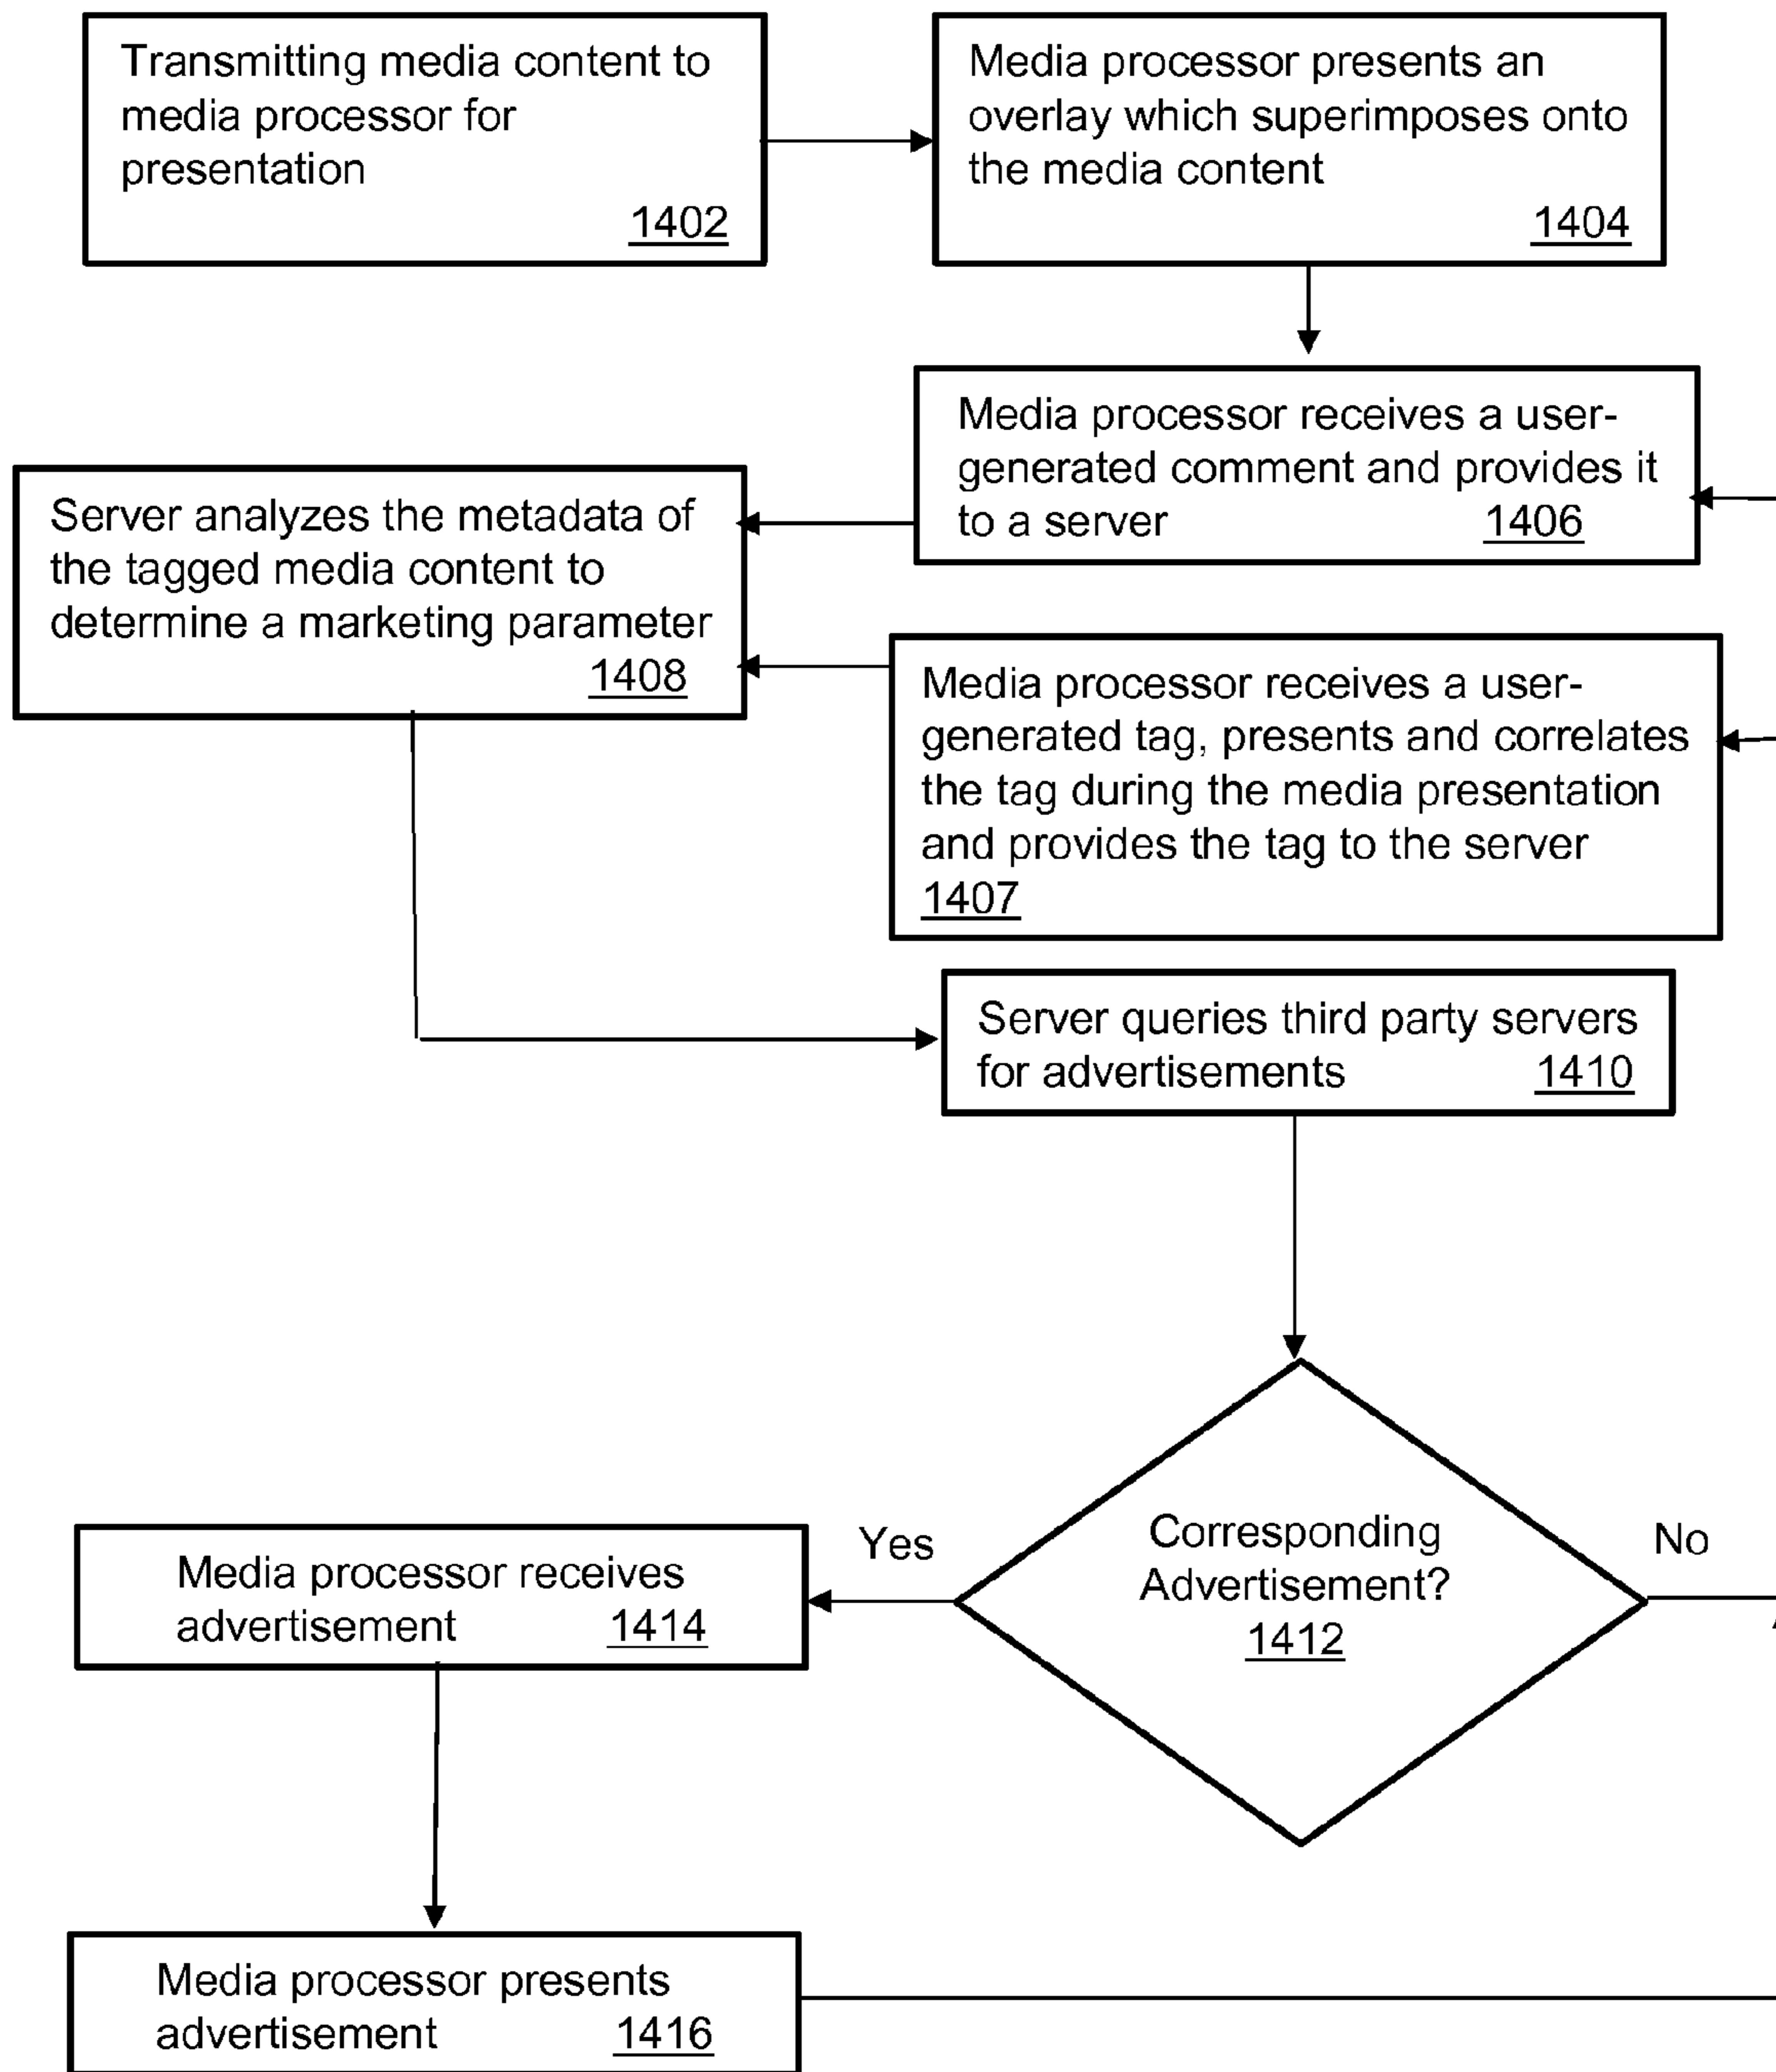 Transmitting media content to
media processor for
presentation
1402
Media processor presents an
overlay which superimposes onto
the media content
1404
Media processor receives a user-
generated comment and provides it
to a server 1406
Server analyzes the metadata of
the tagged media content to
determine a marketing parameter
1408
Media processor receives a user-
generated tag, presents and correlates
the tag during the media presentation
and provides the tag to the server
1407
Server queries third party servers
for advertisements 1410
Corresponding
Advertisement?
1412
Yes
No
Media processor receives
advertisement 1414
Media processor presents
advertisement 1416